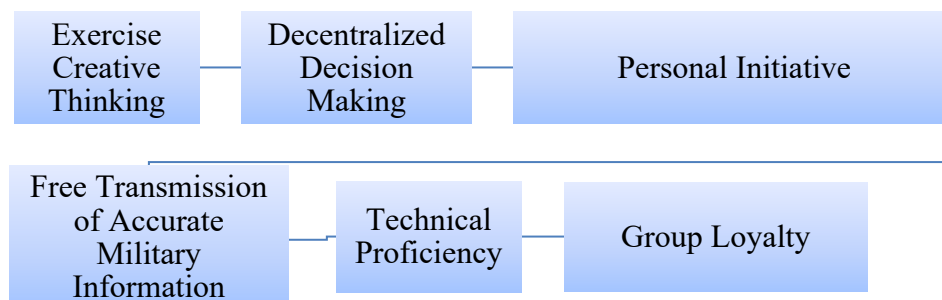 Exercise
Creative
Thinking
Decentralized
Decision
Making
Personal Initiative
Free Transmission
of Accurate
Military
Information
Technical
Proficiency
Group Loyalty